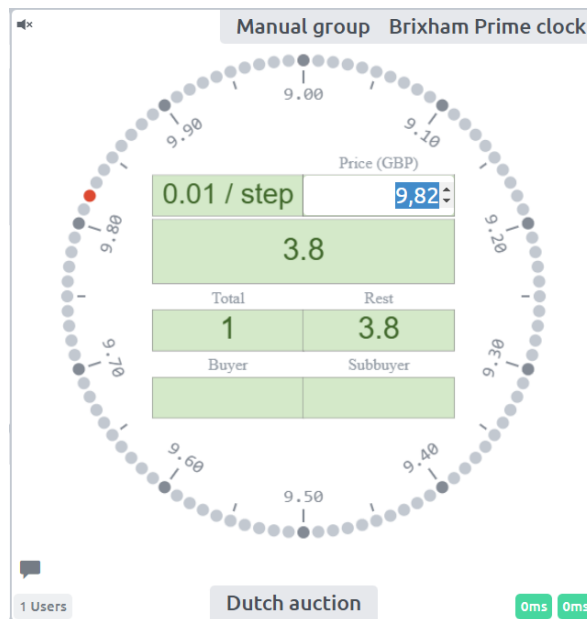 Manual group Brixham Prime clock
9.00
9.90
9.10
Price (GBP)
0.01 / step
9,82
9.80
9.20
3.8
Total
Rest
1
3.8
Buyer
Subbuyer
9.70
9.30
9.60
9.40
9.50
1 Users
Dutch auction
0ms
0ms